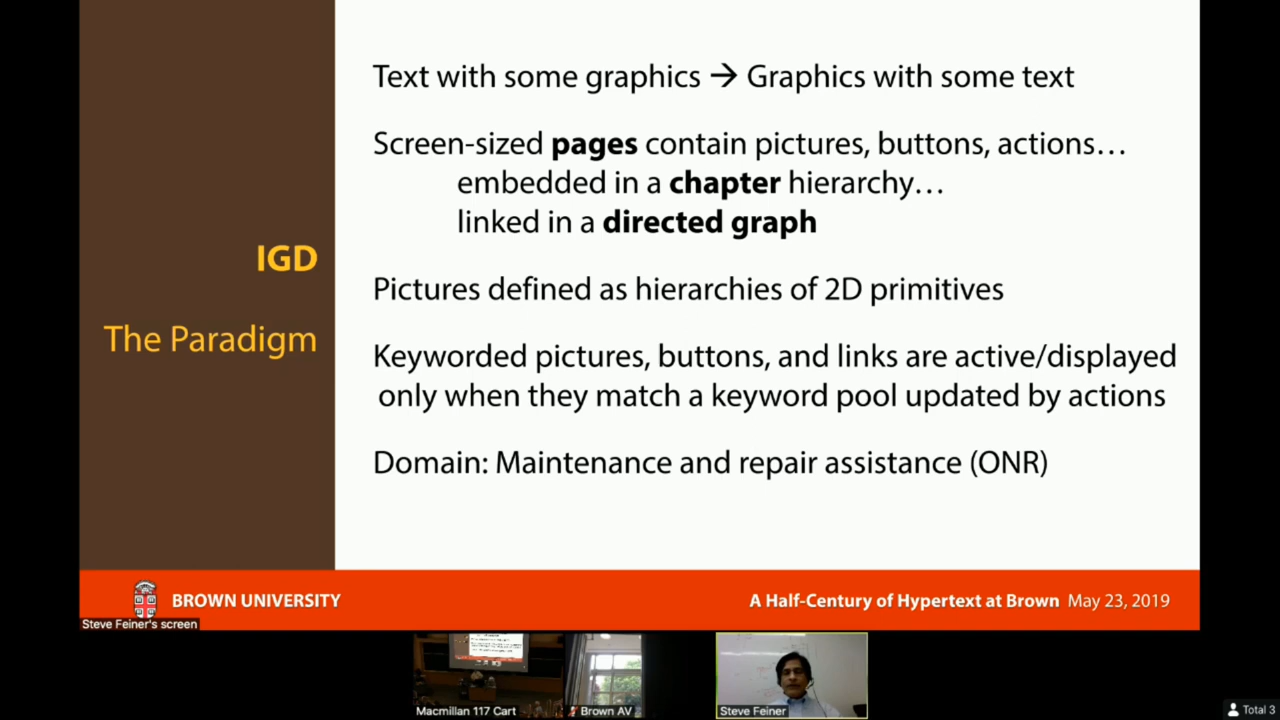 IGD
The Paradigm
Text with some graphics → Graphics with some text
Screen-sized pages contain pictures, buttons, actions…
embedded in a chapter hierarchy…
linked in a directed graph
Pictures defined as hierarchies of 2D primitives
Keyworded pictures, buttons, and links are active/displayed
only when they match a keyword pool updated by actions
Domain: Maintenance and repair assistance (ONR)
BROWN UNIVERSITY
A Half-Century of Hypertext at Brown May 23, 2019
Steve Feiner's screen
Macmillan 117 Cart
Brown AV
Steve Feiner
Total 3